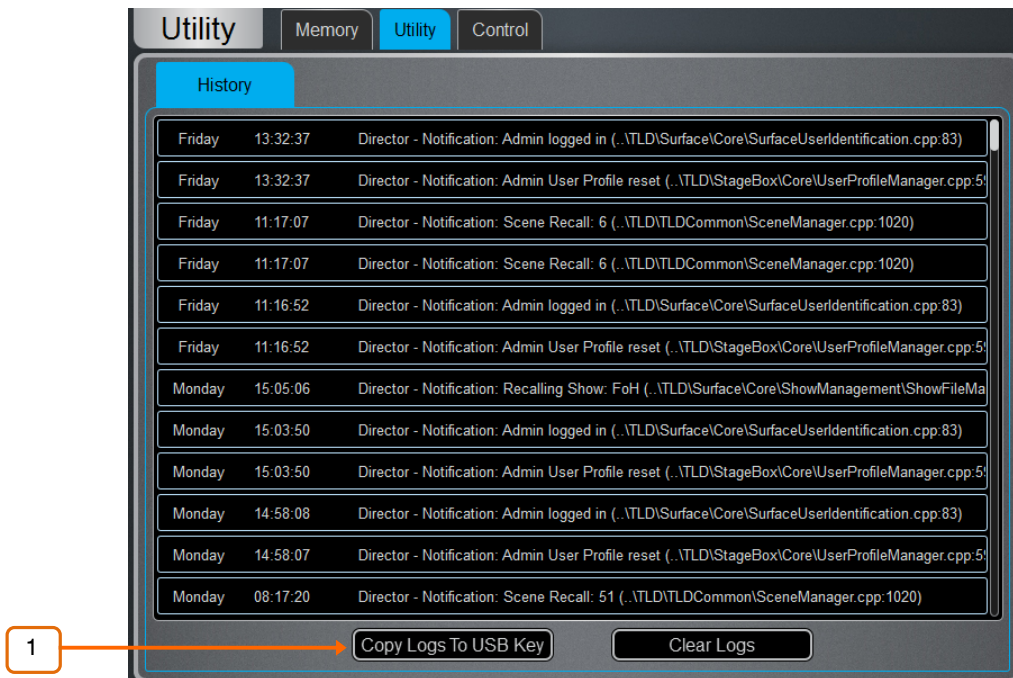 Utility Memory Utility Control
History
Friday 13:32:37 Director - Notification: Admin logged in (..\TLD\Surface\Core\SurfaceUserIdentification.cpp:83)
Friday 13:32:37 Director - Notification: Admin User Profile reset (..\TLD\StageBox\Core\UserProfileManager.cpp:5
Friday 11:17:07 Director - Notification: Scene Recall: 6 (..\TLD\TLDCommon\SceneManager.cpp:1020)
Friday 11:17:07 Director - Notification: Scene Recall: 6 (..\TLD\TLDCommon\SceneManager.cpp:1020)
Friday 11:16:52 Director - Notification: Admin logged in (..\TLD\Surface\Core\SurfaceUserIdentification.cpp:83)
Friday 11:16:52 Director - Notification: Admin User Profile reset (..\TLD\StageBox\Core\UserProfileManager.cpp:5
Monday 15:05:06 Director - Notification: Recalling Show: FoH (..\TLD\Surface\Core\ShowManagement\ShowFileMa
Monday 15:03:50 Director - Notification: Admin logged in (..\TLD\Surface\Core\SurfaceUserIdentification.cpp:83)
Monday 15:03:50 Director - Notification: Admin User Profile reset (..\TLD\StageBox\Core\UserProfileManager.cpp:5
Monday 14:58:08 Director - Notification: Admin logged in (..\TLD\Surface\Core\SurfaceUserIdentification.cpp:83)
Monday 14:58:07 Director - Notification: Admin User Profile reset (..\TLD\StageBox\Core\UserProfileManager.cpp:5
Monday 08:17:20 Director - Notification: Scene Recall: 51 (..\TLD\TLDCommon\SceneManager.cpp:1020)
1 Copy Logs To USB Key Clear Logs